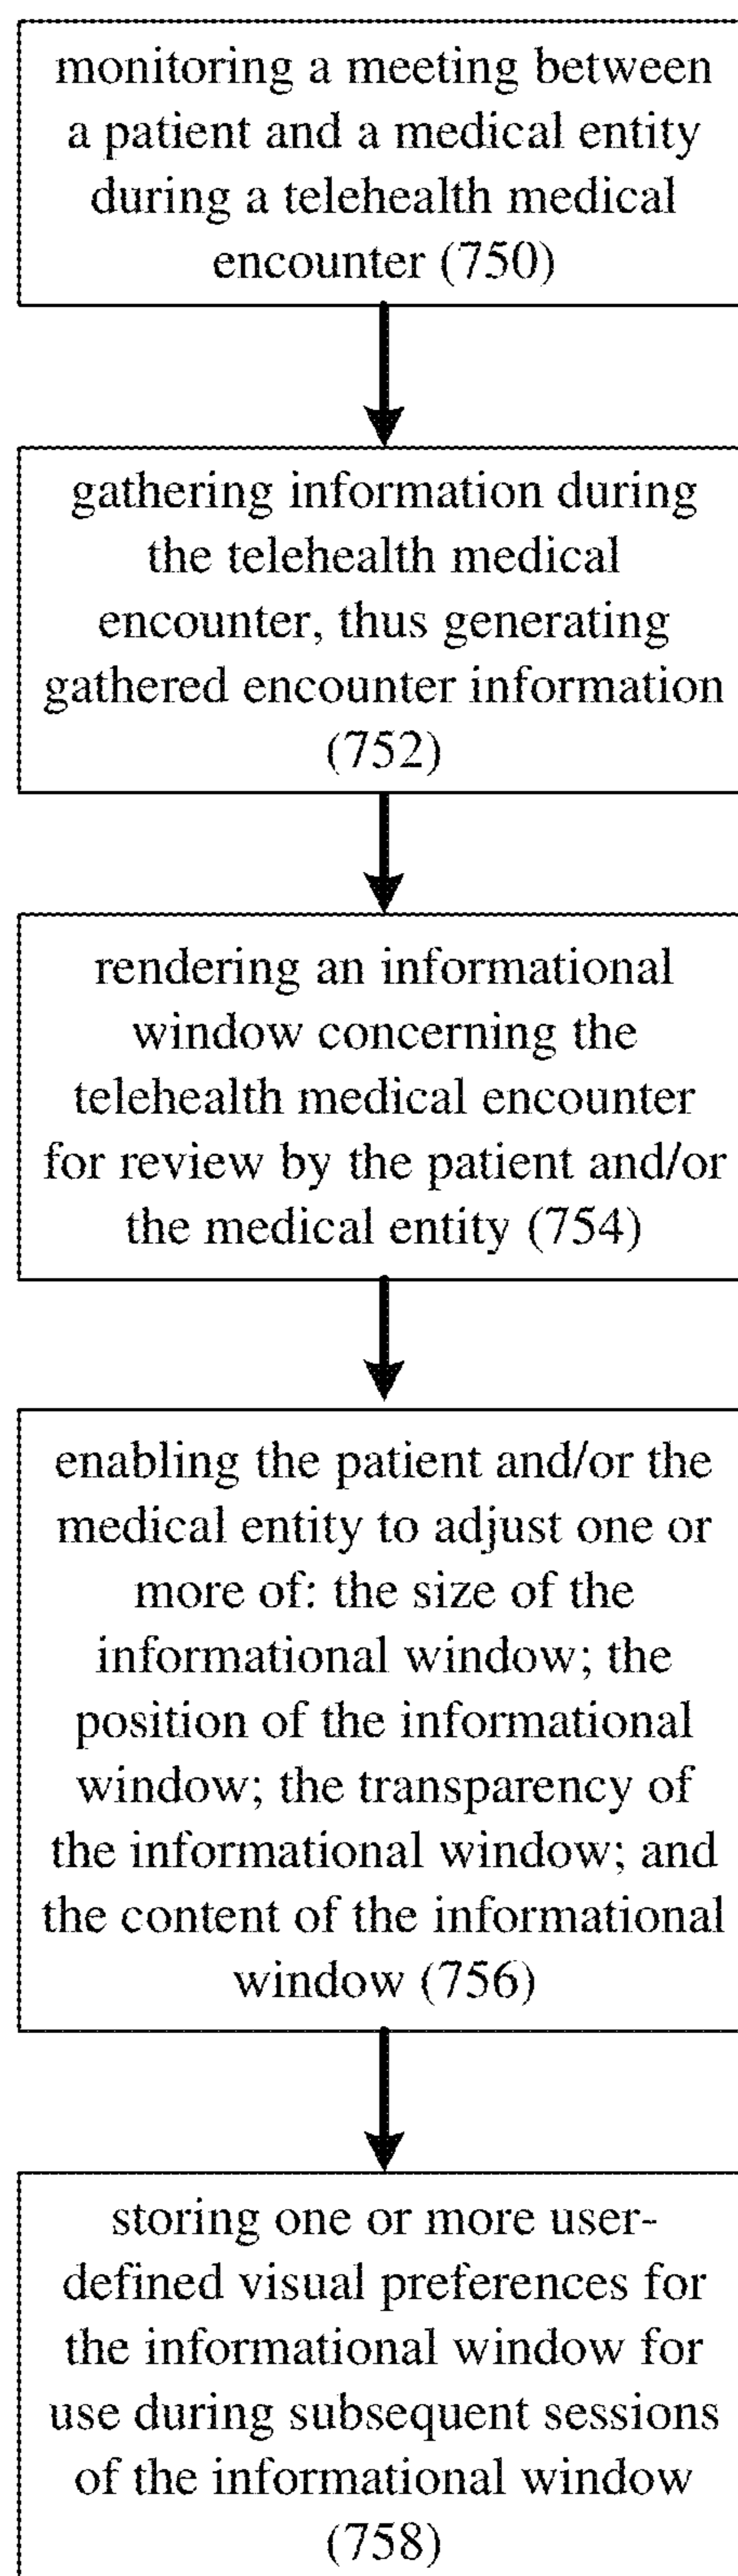 monitoring a meeting between
a patient and a medical entity
during a telehealth medical
encounter (750)
gathering information during
the telehealth medical
encounter, thus generating
gathered encounter information
(752)
rendering an informational
window concerning the
telehealth medical encounter
for review by the patient and/or
the medical entity (754)
enabling the patient and/or the
medical entity to adjust one or
more of: the size of the
informational window; the
position of the informational
window; the transparency of
the informational window; and
the content of the informational
window (756)
storing one or more user-
defined visual preferences for
the informational window for
use during subsequent sessions
of the informational window
(758)